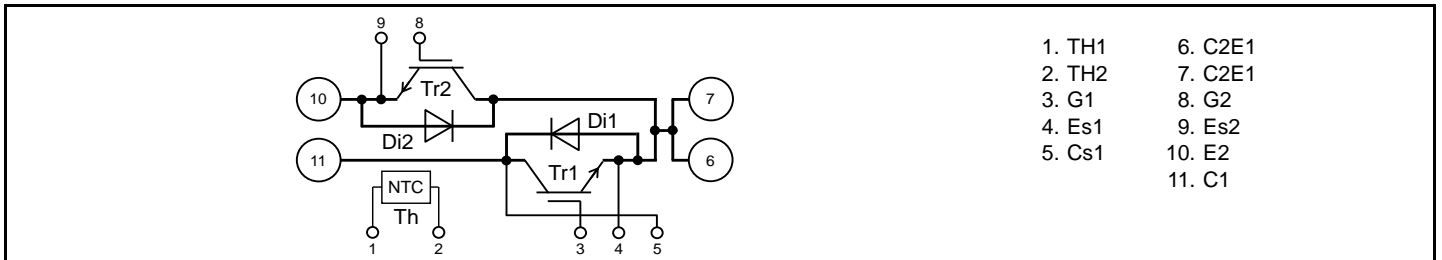 9 8
Tr2
10 7
Di2 Di1
11 Tr1 6
NTC
Th
1 2 3 4 5
1. TH1 6. C2E1
2. TH2 7. C2E1
3. G1 8. G2
4. Es1 9. Es2
5. Cs1 10. E2
11. C1